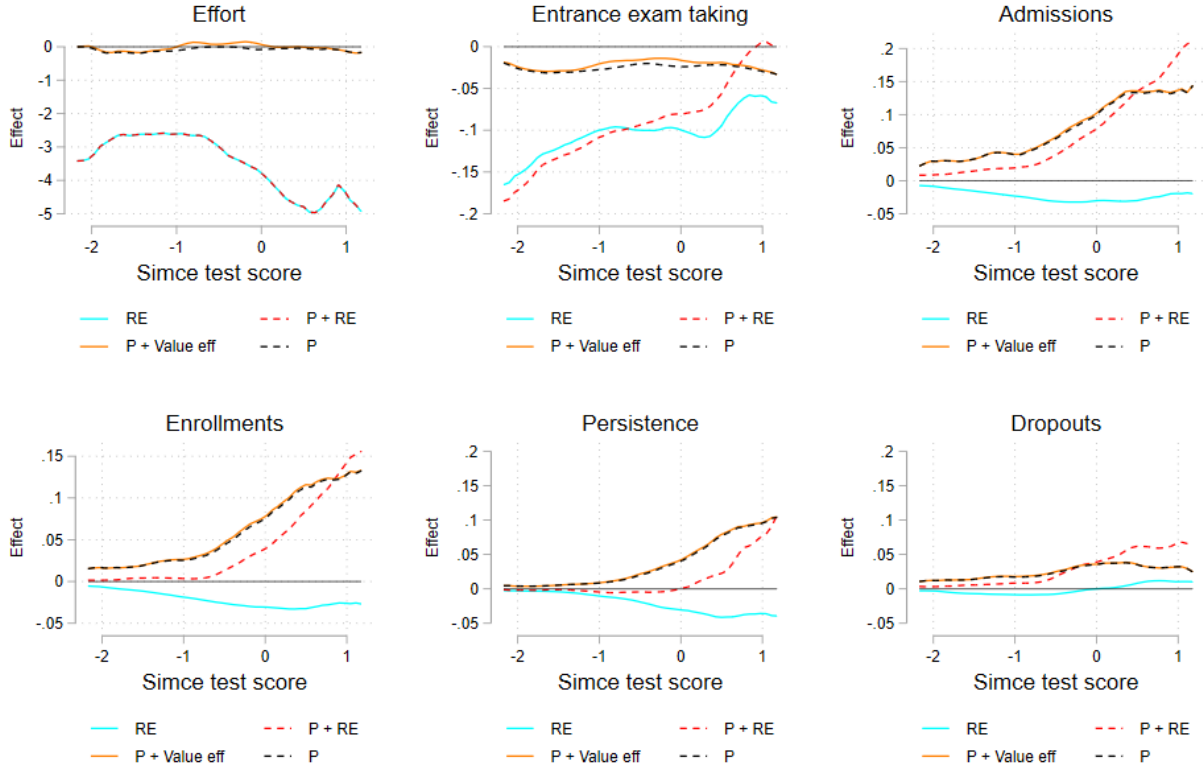 Effort
Effect
0
-1
-2
-3
-4
-5
-2 -1 0 1
Simce test score
RE P + RE
P + Value eff P
Entrance exam taking
Effect
0
-.05
-.1
-.15
-.2
-2 -1 0 1
Simce test score
RE P + RE
P + Value eff P
Admissions
Effect
.2
.15
.1
.05
0
-.05
-2 -1 0 1
Simce test score
RE P + RE
P + Value eff P
Enrollments
Effect
.15
.1
.05
0
-.05
-2 -1 0 1
Simce test score
RE P + RE
P + Value eff P
Persistence
Effect
.2
.15
.1
.05
0
-.05
-2 -1 0 1
Simce test score
RE P + RE
P + Value eff P
Dropouts
Effect
.2
.15
.1
.05
0
-.05
-2 -1 0 1
Simce test score
RE P + RE
P + Value eff P